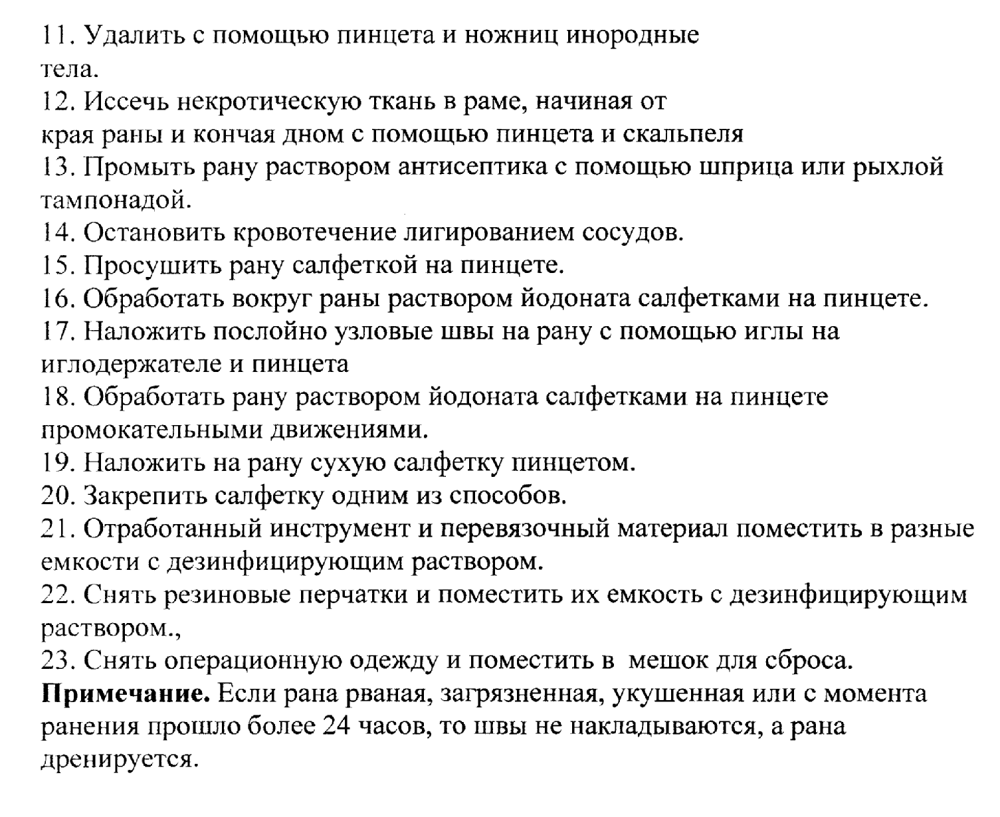 11. Удалить с помощью пинцета и ножниц инородные
тела.
12. Иссечь некротическую ткань в раме, начиная от
края раны и кончая дном с помощью пинцета и скальпеля
13. Промыть рану раствором антисептика с помощью шприца или рыхлой
тампонадой.
14. Остановить кровотечение лигированием сосудов.
15. Просушить рану салфеткой на пинцете.
16. Обработать вокруг раны раствором йодоната салфетками на пинцете.
17. Наложить послойно узловые швы на рану с помощью иглы на
иглодержателе и пинцета
18. Обработать рану раствором йодоната салфетками на пинцете
промокательными движениями.
19. Наложить на рану сухую салфетку пинцетом.
20. Закрепить салфетку одним из способов.
21. Отработанный инструмент и перевязочный материал поместить в разные
емкости с дезинфицирующим раствором.
22. Снять резиновые перчатки и поместить их емкость с дезинфицирующим
раствором.,
23. Снять операционную одежду и поместить в мешок для сброса.
Примечание. Если рана рваная, загрязненная, укушенная или с момента
ранения прошло более 24 часов, то швы не накладываются, а рана
дренируется.